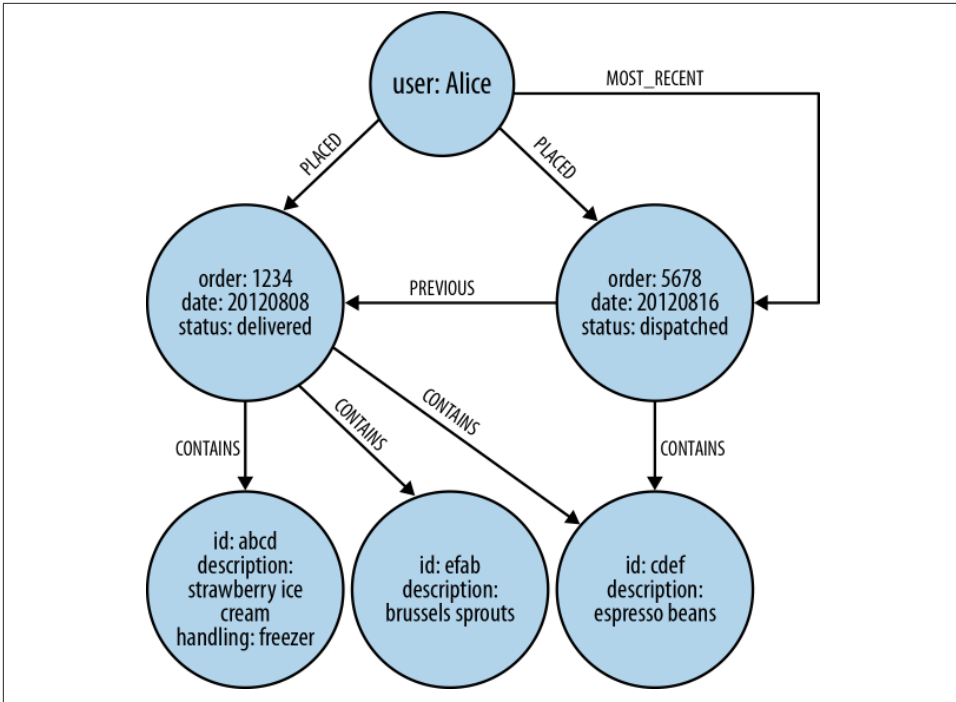 user: Alice
MOST_RECENT
PLACED
PLACED
order: 1234
date: 20120808
status: delivered
PREVIOUS
order: 5678
date: 20120816
status: dispatched
CONTAINS
CONTAINS
CONTAINS
CONTAINS
id: abcd
description:
strawberry ice
cream
handling: freezer
id: efab
description:
brussels sprouts
id: cdef
description:
espresso beans